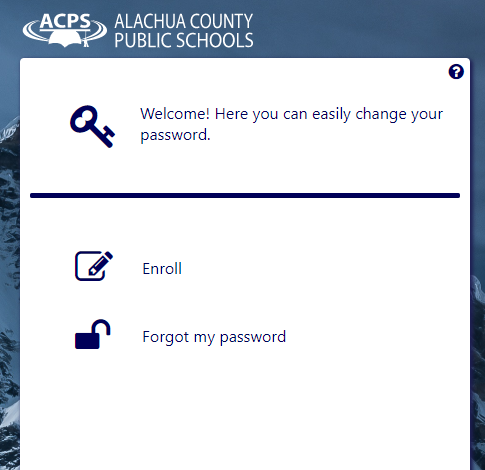 ACPS
ALACHUA COUNTY
PUBLIC SCHOOLS
?
Welcome! Here you can easily change your
password.
Enroll
Forgot my password